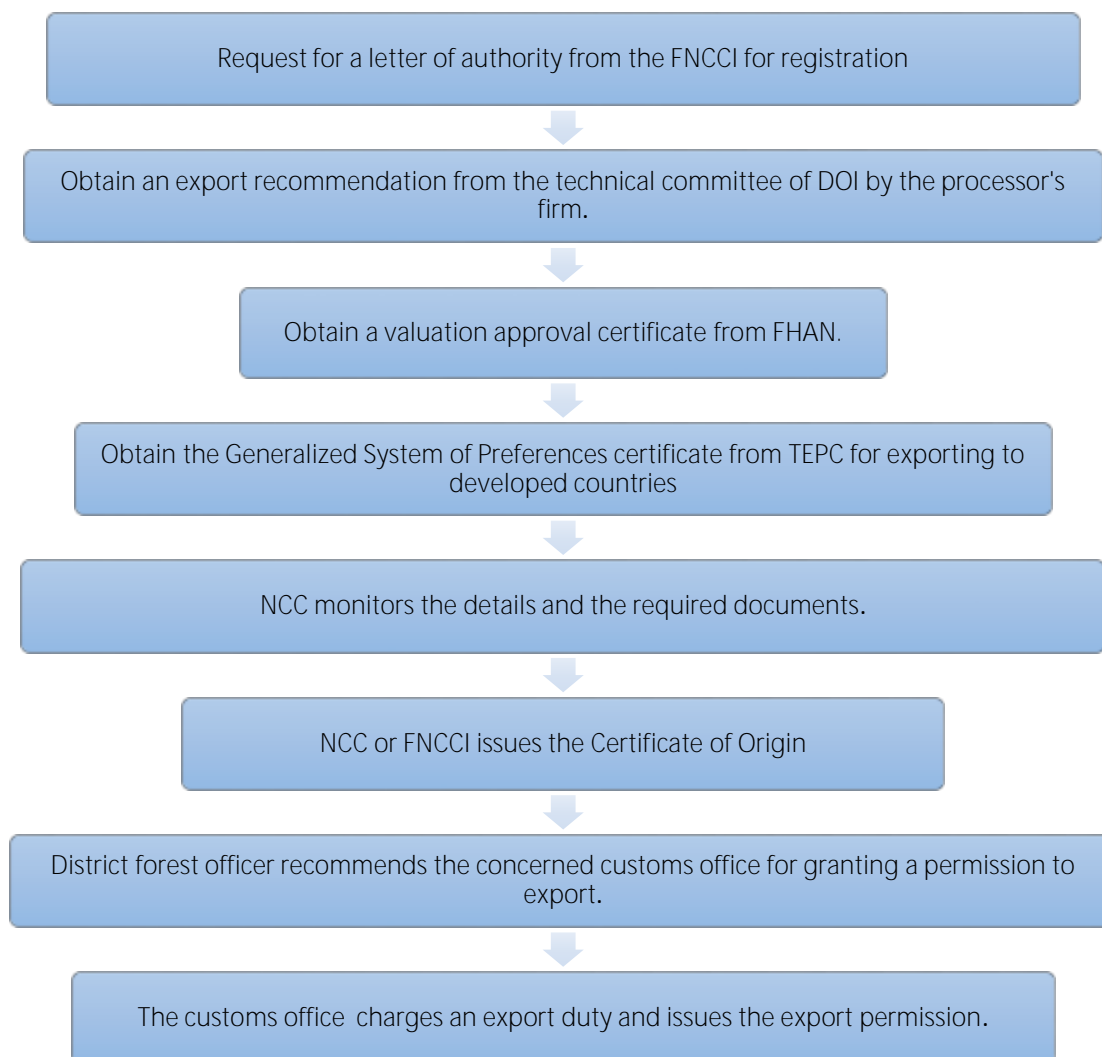 Request for a letter of authority from the FNCCI for registration
Obtain an export recommendation from the technical committee of DOI by the processor's
firm.
Obtain a valuation approval certificate from FHAN.
Obtain the Generalized System of Preferences certificate from TEPC for exporting to
developed countries
NCC monitors the details and the required documents.
NCC or FNCCI issues the Certificate of Origin
District forest officer recommends the concerned customs office for granting a permission to
export.
The customs office charges an export duty and issues the export permission.